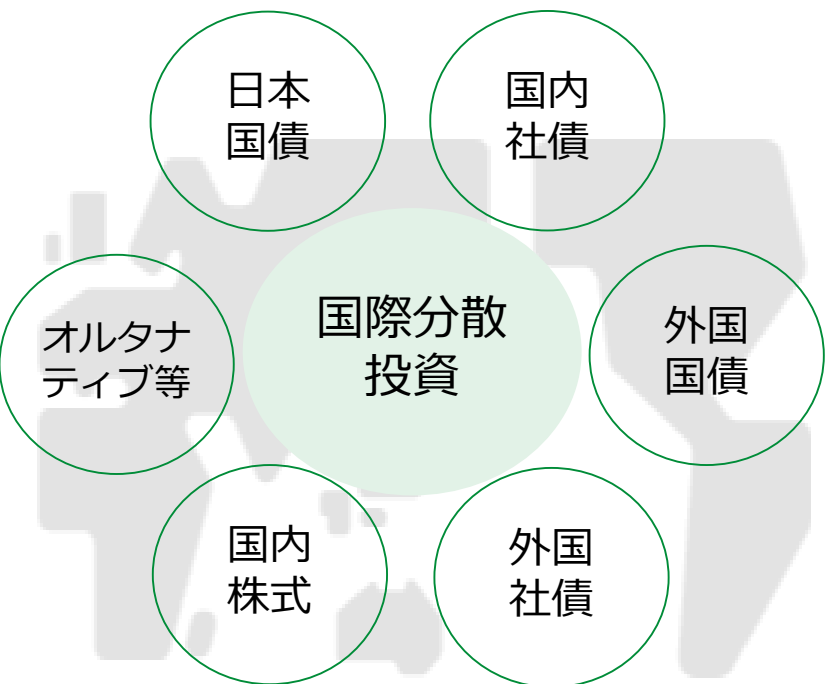 日本
国債
国内
社債
国際分散
投資
オルタナ
ティブ等
外国
国債
国内
株式
外国
社債